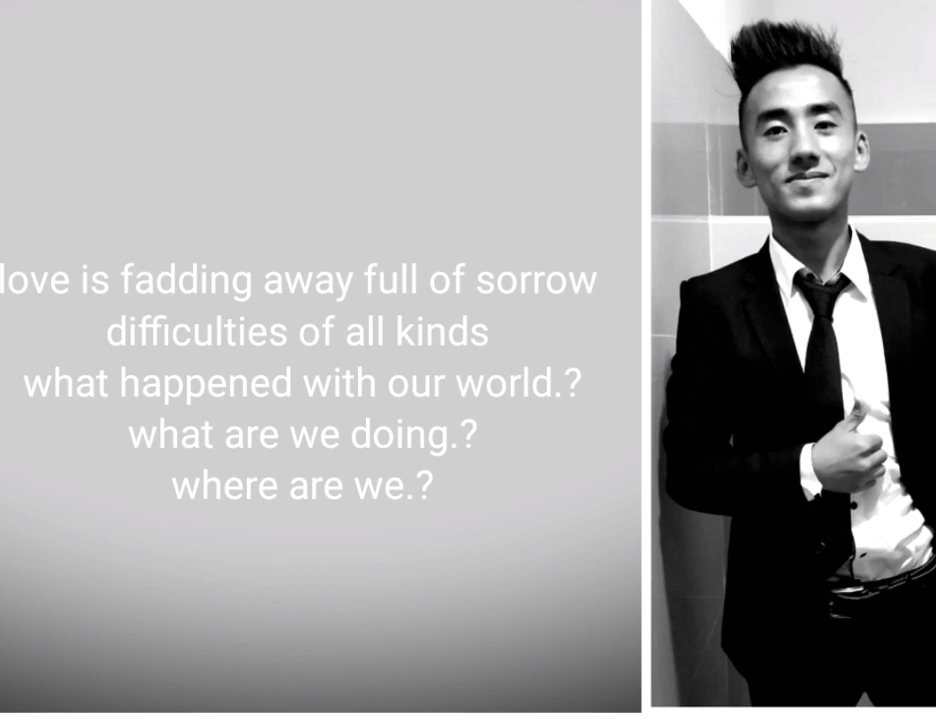 love is fadding away full of sorrow
difficulties of all kinds
what happened with our world.?
what are we doing.?
where are we.?